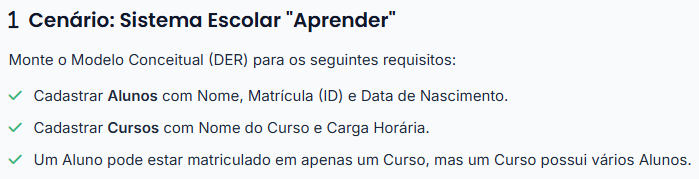 1 Cenário: Sistema Escolar "Aprender"
Monte o Modelo Conceitual (DER) para os seguintes requisitos:
Cadastrar Alunos com Nome, Matrícula (ID) e Data de Nascimento.
Cadastrar Cursos com Nome do Curso e Carga Horária.
Um Aluno pode estar matriculado em apenas um Curso, mas um Curso possui vários Alunos.